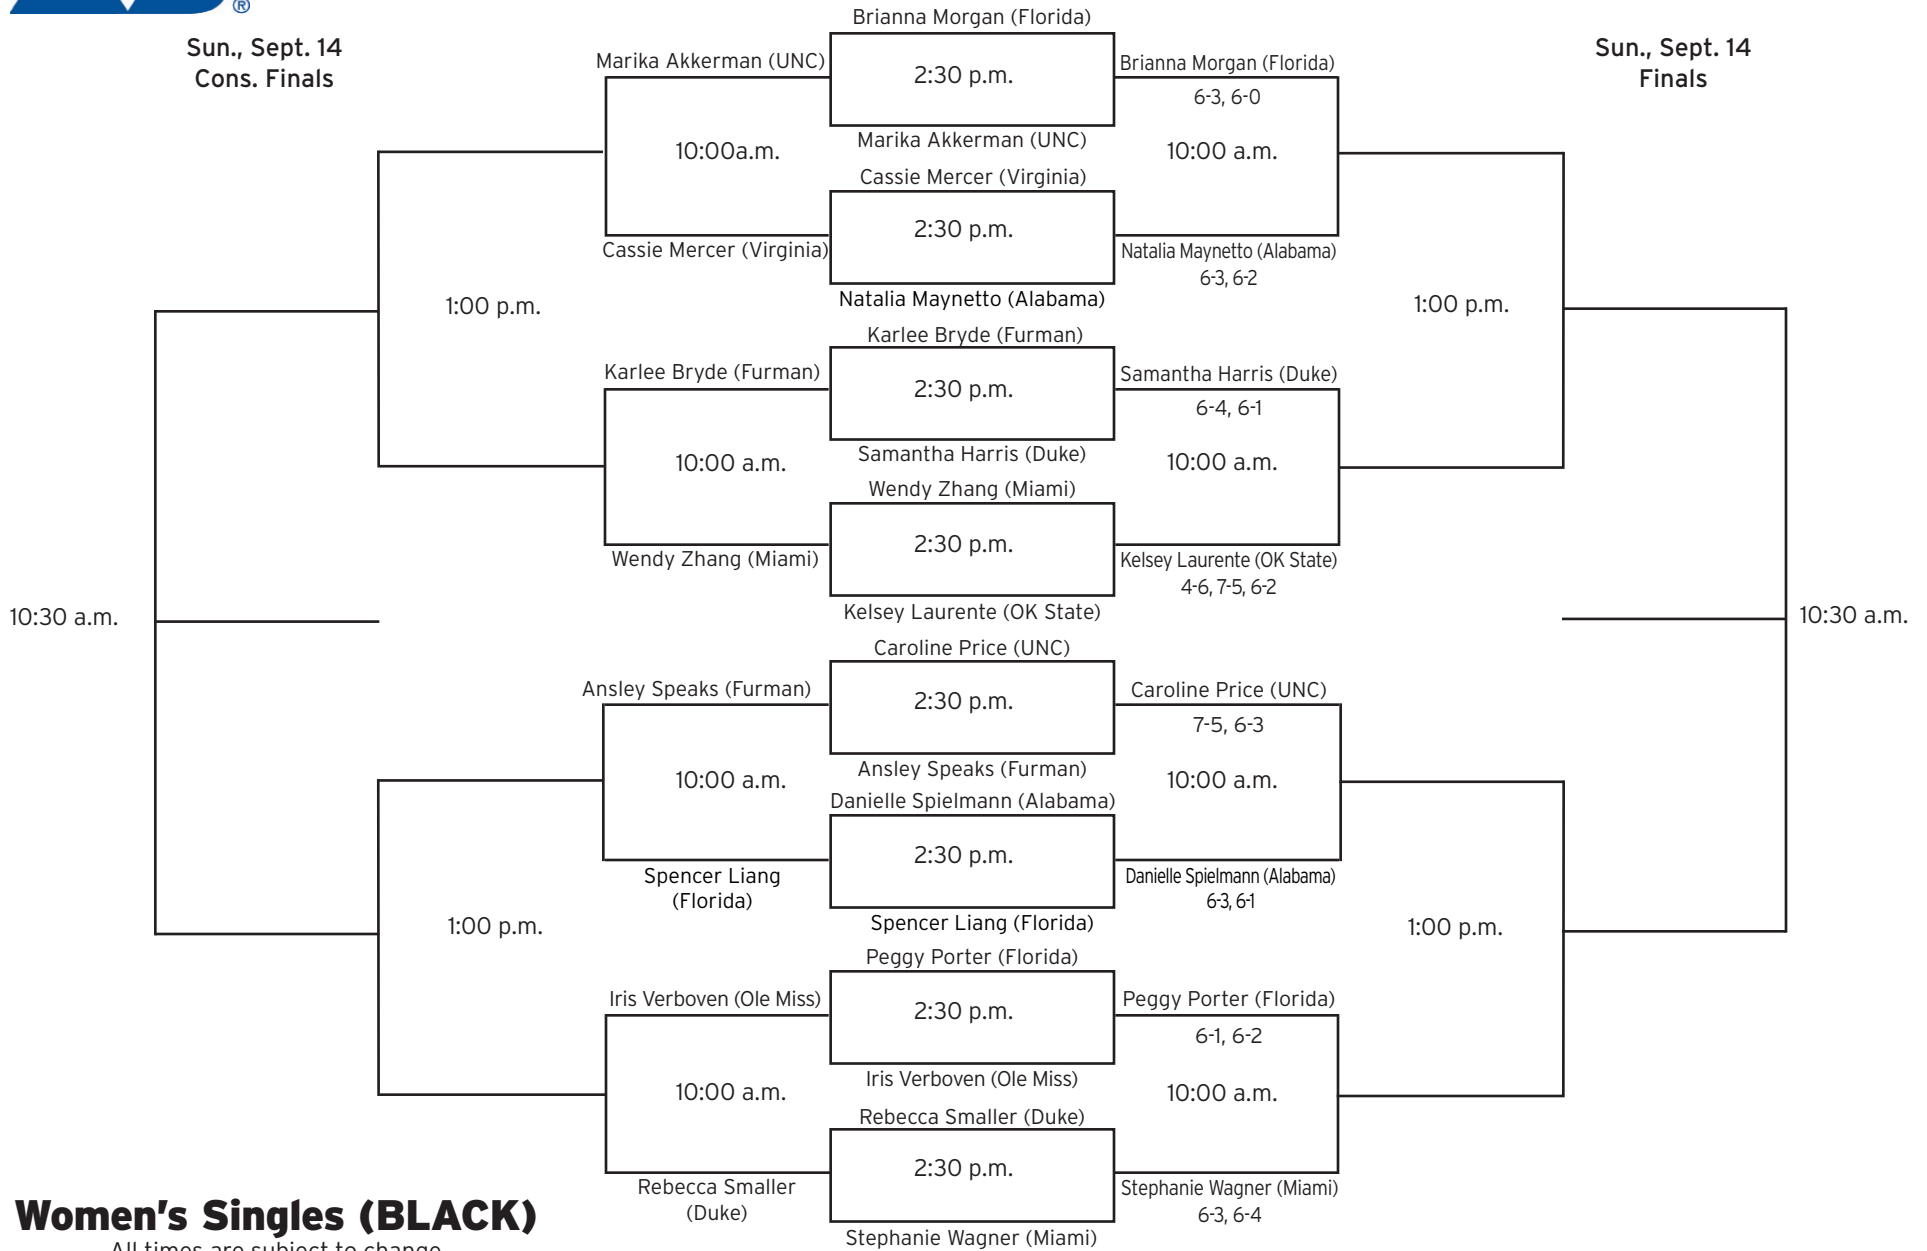 ®
Sun., Sept. 14
Cons. Finals
Sun., Sept. 14
Finals
Brianna Morgan (Florida)
Marika Akkerman (UNC)
2:30 p.m.
Brianna Morgan (Florida)
6-3, 6-0
10:00a.m.
Marika Akkerman (UNC)
10:00 a.m.
Cassie Mercer (Virginia)
2:30 p.m.
Cassie Mercer (Virginia)
Natalia Maynetto (Alabama)
6-3, 6-2
Natalia Maynetto (Alabama)
1:00 p.m.
1:00 p.m.
Karlee Bryde (Furman)
Karlee Bryde (Furman)
2:30 p.m.
Samantha Harris (Duke)
6-4, 6-1
10:00 a.m.
Samantha Harris (Duke)
10:00 a.m.
Wendy Zhang (Miami)
2:30 p.m.
Wendy Zhang (Miami)
Kelsey Laurente (OK State)
4-6, 7-5, 6-2
Kelsey Laurente (OK State)
10:30 a.m.
10:30 a.m.
Caroline Price (UNC)
Ansley Speaks (Furman)
2:30 p.m.
Caroline Price (UNC)
7-5, 6-3
10:00 a.m.
Ansley Speaks (Furman)
10:00 a.m.
Danielle Spielmann (Alabama)
2:30 p.m.
Spencer Liang
(Florida)
Danielle Spielmann (Alabama)
6-3, 6-1
Spencer Liang (Florida)
1:00 p.m.
1:00 p.m.
Peggy Porter (Florida)
Iris Verboven (Ole Miss)
2:30 p.m.
Peggy Porter (Florida)
6-1, 6-2
10:00 a.m.
Iris Verboven (Ole Miss)
10:00 a.m.
Rebecca Smaller (Duke)
2:30 p.m.
Rebecca Smaller
(Duke)
Stephanie Wagner (Miami)
6-3, 6-4
Stephanie Wagner (Miami)
Women's Singles (BLACK)
All times are subject to change